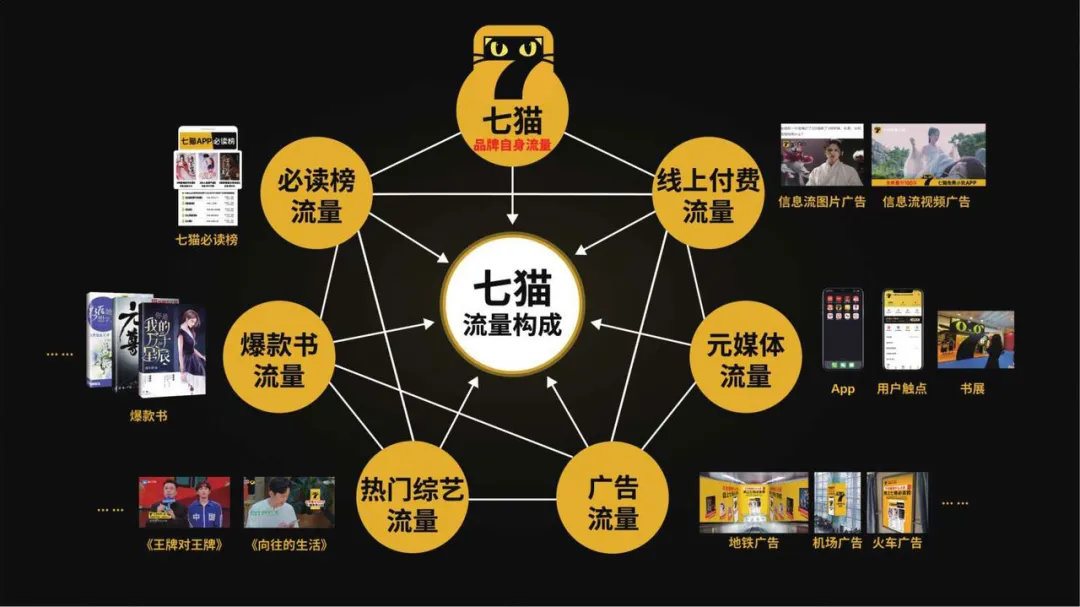 7
七猫
品牌自身流量
七猫APP 必读榜
七猫必读榜
必读榜
流量
线上付费
流量
信息流图片广告
信息流视频广告
七猫
流量构成
爆款书
流量
元媒体
流量
我的
万千
星辰
爆款书
App
用户触点
书展
热门综艺
流量
广告
流量
中国
《王牌对王牌》
《向往的生活》
地铁广告
机场广告
火车广告
……
……
……